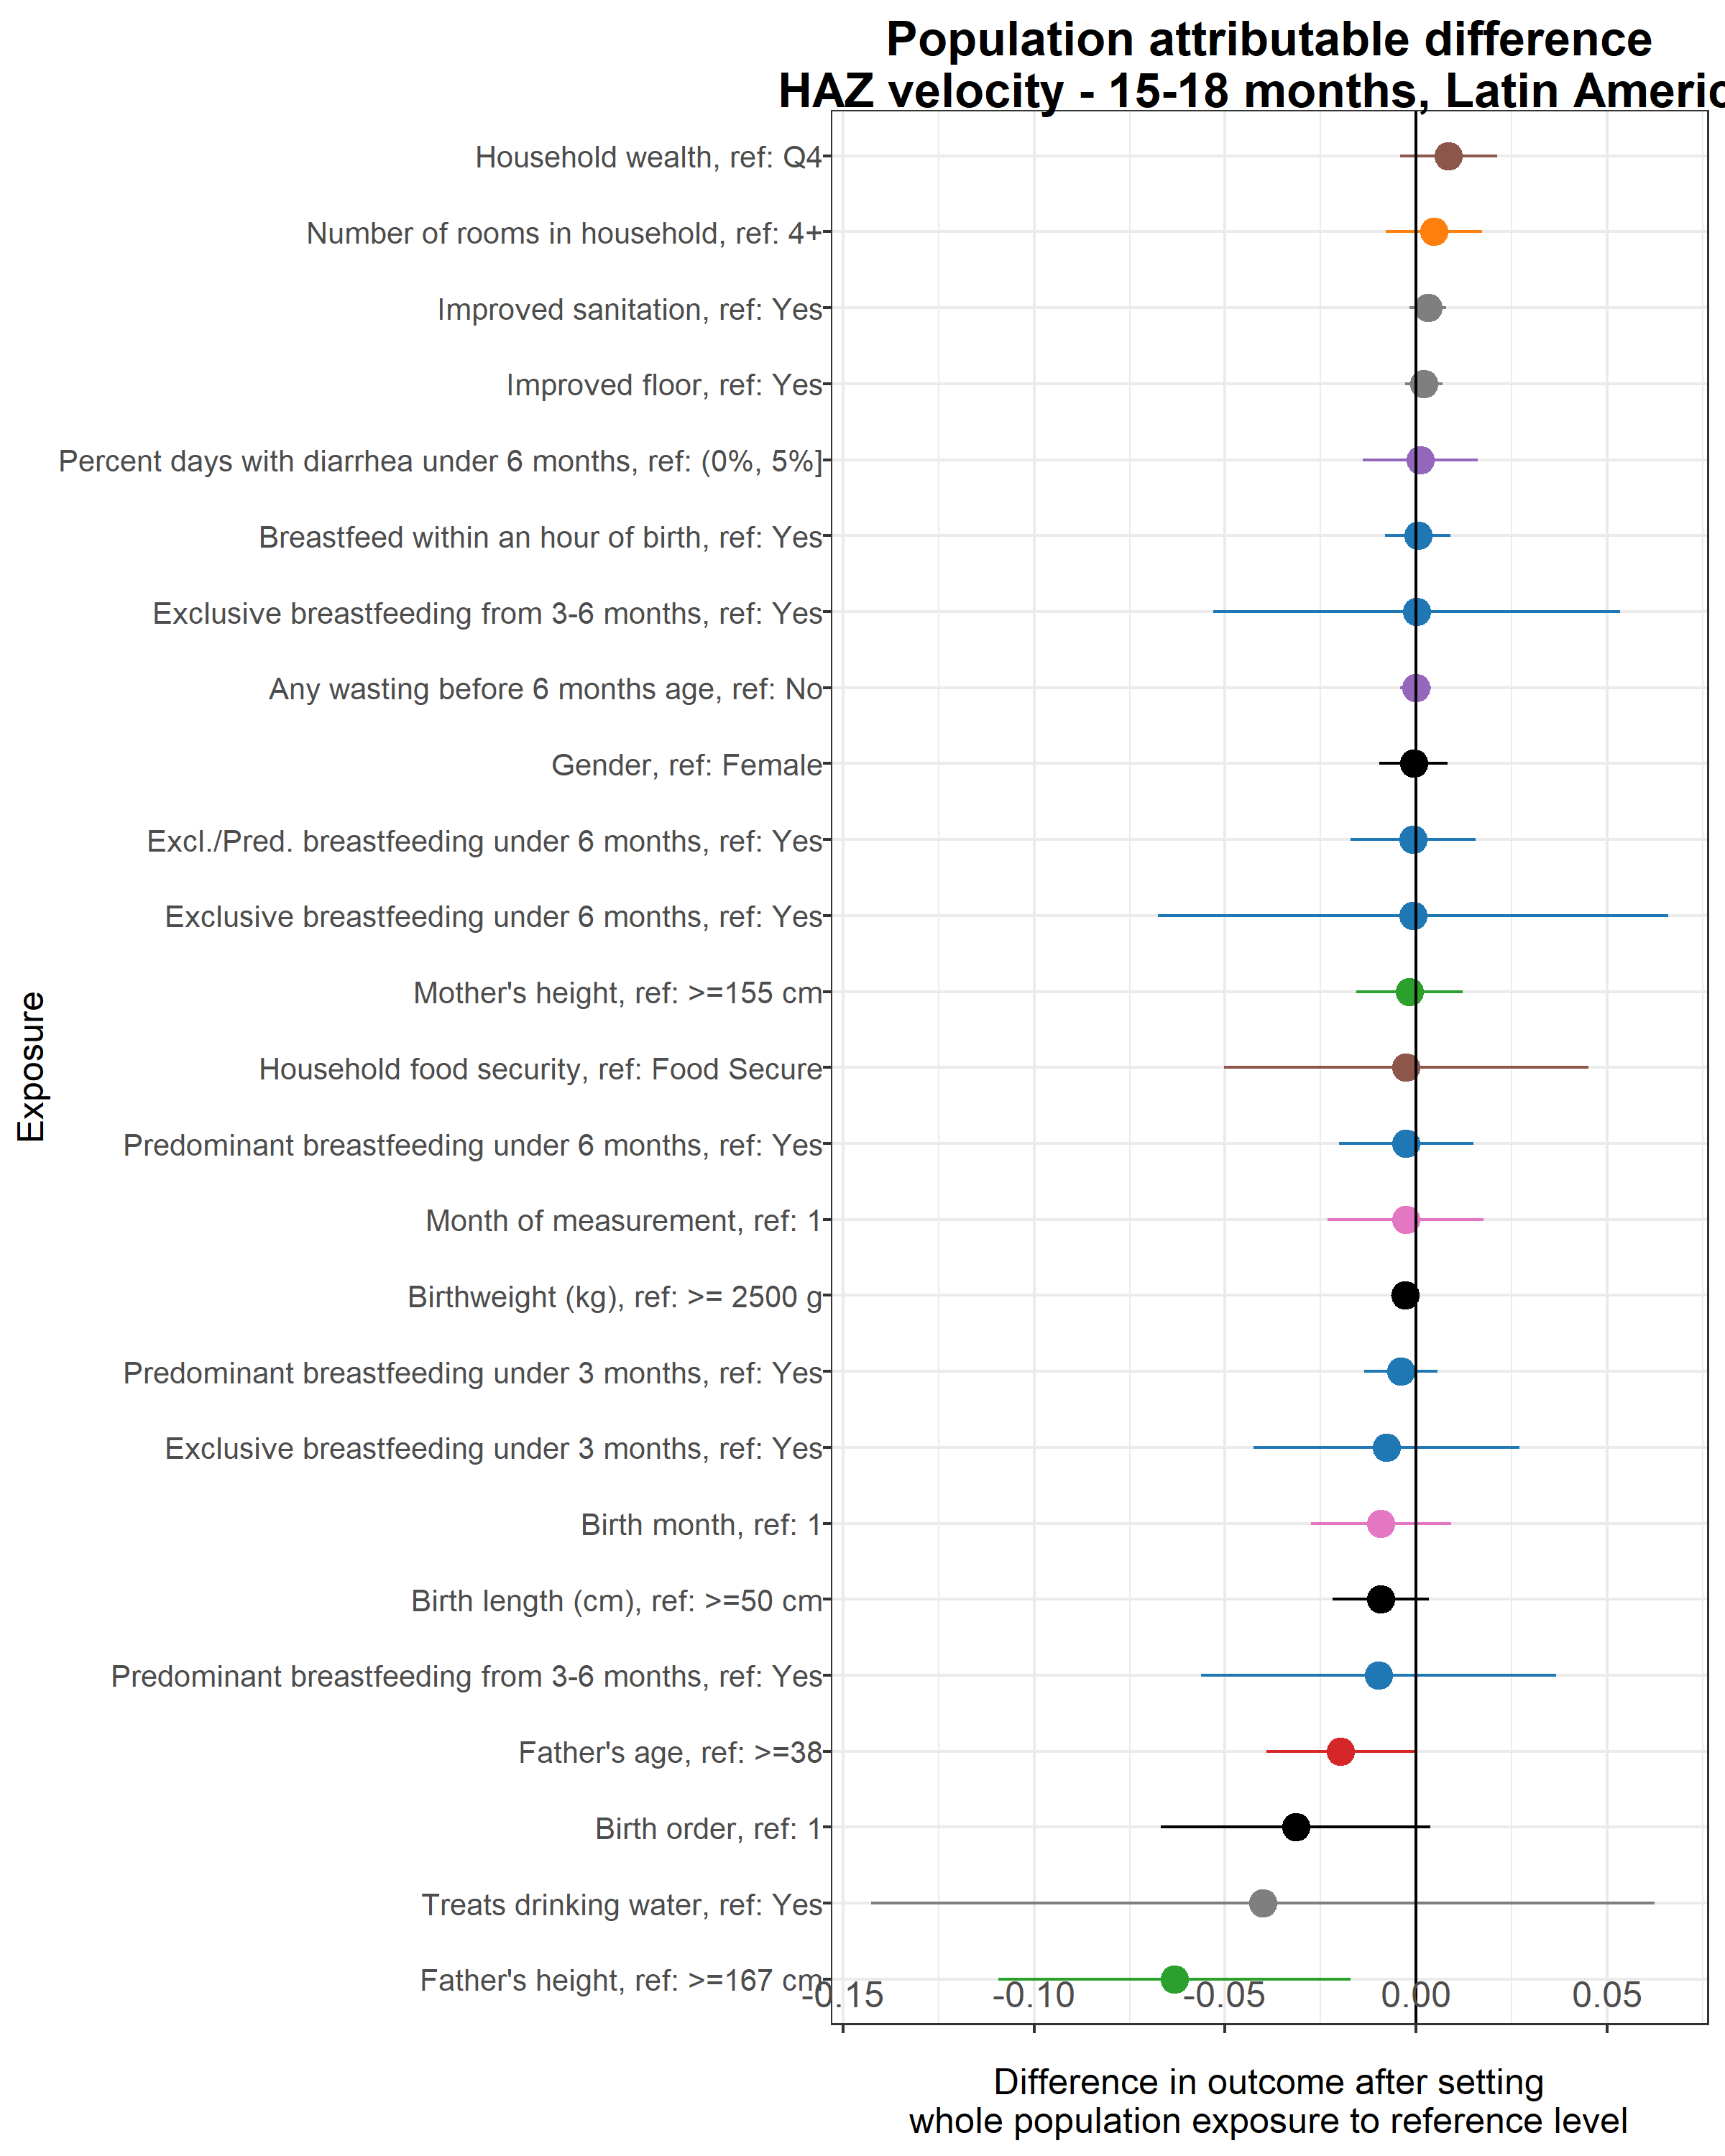 Population attributable difference
HAZ velocity - 15-18 months, Latin Americ
Household wealth, ref: Q4
Number of rooms in household, ref: 4+
Improved sanitation, ref: Yes
Improved floor, ref: Yes
Percent days with diarrhea under 6 months, ref: (0%, 5%]
Breastfeed within an hour of birth, ref: Yes
Exclusive breastfeeding from 3-6 months, ref: Yes
Any wasting before 6 months age, ref: No
Gender, ref: Female
Excl./Pred. breastfeeding under 6 months, ref: Yes
Exclusive breastfeeding under 6 months, ref: Yes
Mother's height, ref: >=155 cm
Household food security, ref: Food Secure
Predominant breastfeeding under 6 months, ref: Yes
Month of measurement, ref: 1
Birthweight (kg), ref: >= 2500 g
Predominant breastfeeding under 3 months, ref: Yes
Exclusive breastfeeding under 3 months, ref: Yes
Birth month, ref: 1
Birth length (cm), ref: >=50 cm
Predominant breastfeeding from 3-6 months, ref: Yes
Father's age, ref: >=38
Birth order, ref: 1
Treats drinking water, ref: Yes
Father's height, ref: >=167 cm
Exposure
-0.15 -0.10 -0.05 0.00 0.05
Difference in outcome after setting
whole population exposure to reference level